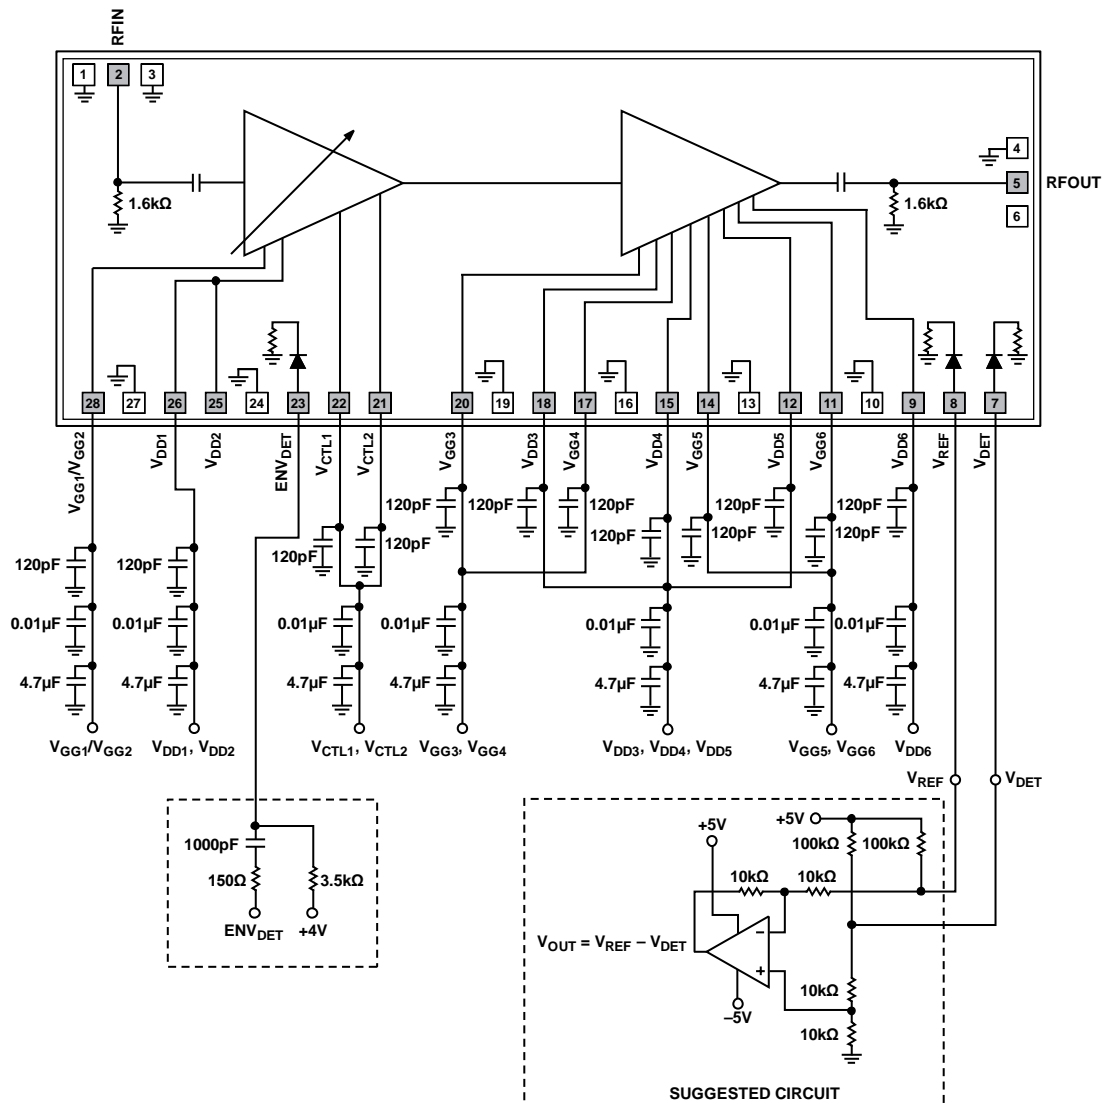 RFIN
1 2 3
4
5 RFOUT
6
1.6kΩ 1.6kΩ
28 27 26 25 24 23 22 21 20 19 18 17 16 15 14 13 12 11 10 9 8 7
VGG1/VGG2 VDD1 VDD2 ENVDET VCTL1 VCTL2 VGG3 VDD3 VGG4 VDD4 VGG5 VDD5 VGG6 VDD6 VREF VDET
120pF 120pF 120pF 120pF 120pF
120pF 120pF 120pF
120pF 120pF
120pF 120pF
0.01µF 0.01µF 0.01µF 0.01µF 0.01µF 0.01µF 0.01µF
4.7µF 4.7µF 4.7µF 4.7µF 4.7µF 4.7µF 4.7µF
VGG1/VGG2 VDD1, VDD2 VCTL1, VCTL2 VGG3, VGG4 VDD3, VDD4, VDD5 VGG5, VGG6 VDD6
VREF VDET
1000pF
150Ω 3.5kΩ
ENVDET +4V
+5V +5V
100kΩ 100kΩ
10kΩ 10kΩ
VOUT = VREF – VDET
–
+
10kΩ
–5V
10kΩ
SUGGESTED CIRCUIT